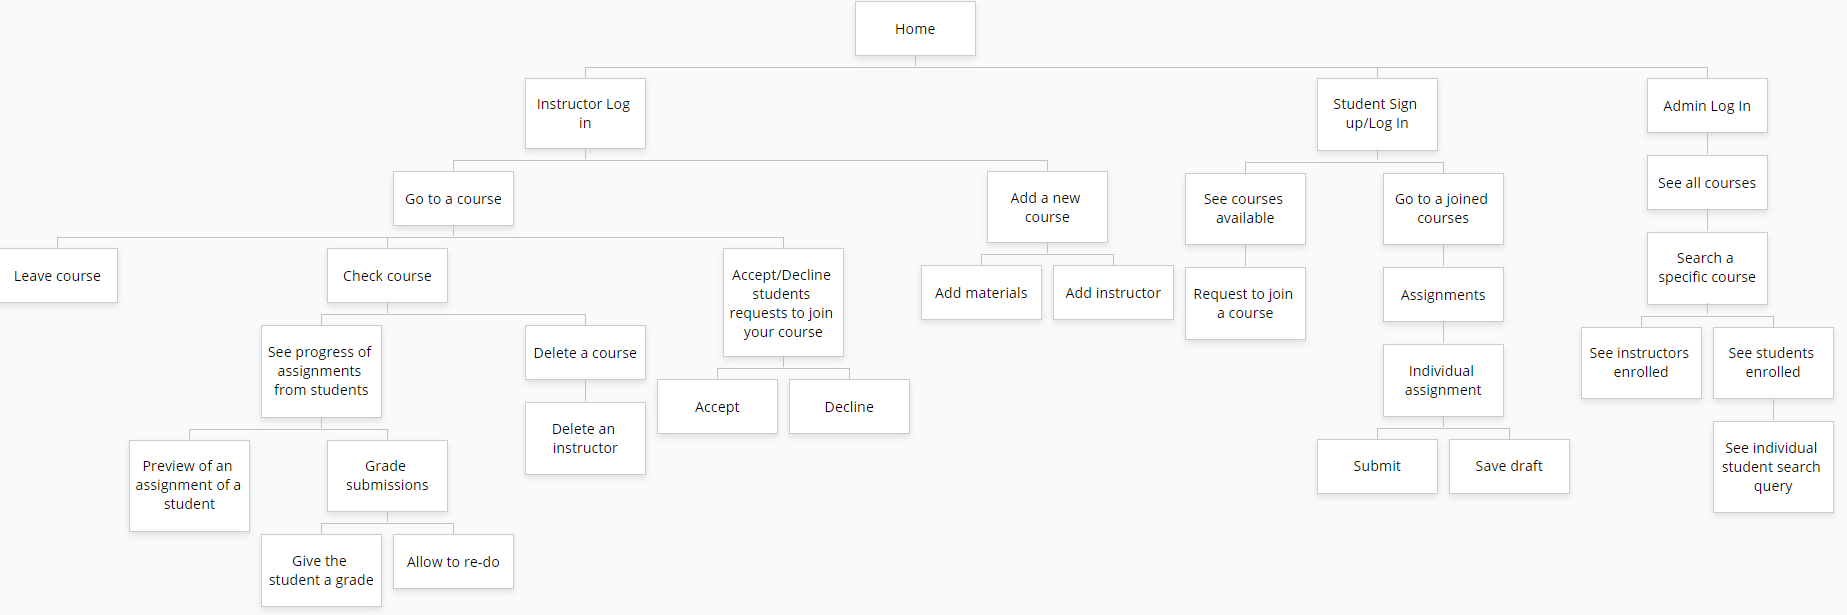 Home
Instructor Log
in
Student Sign
up/Log In
Admin Log In
Go to a course
Add a new
course
See courses
available
Go to a joined
courses
See all courses
Leave course
Check course
Accept/Decline
students
requests to join
your course
Add materials
Add instructor
Request to join
a course
Assignments
Search a
specific course
See progress of
assignments
from students
Delete a course
Accept
Decline
Individual
assignment
See instructors
enrolled
See students
enrolled
Preview of an
assignment of a
student
Grade
submissions
Delete an
instructor
Submit
Save draft
See individual
student search
query
Give the
student a grade
Allow to re-do